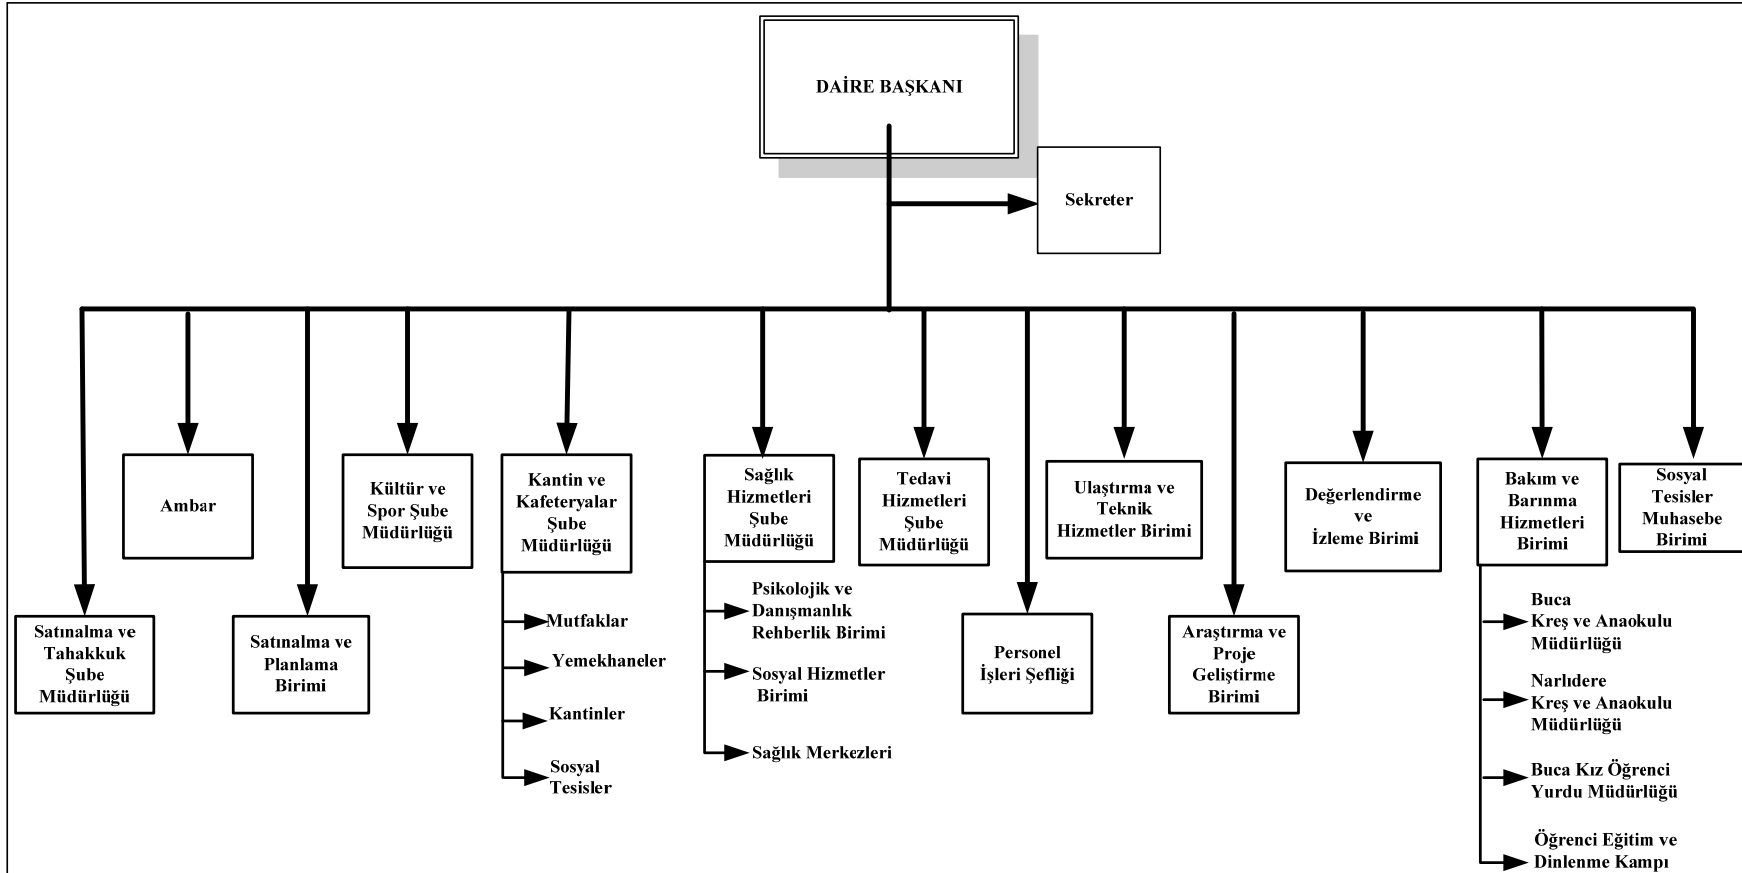 DAİRE BAŞKANI
Sekreter
Ambar
Kültür ve
Spor Şube
Müdürlüğü
Kantin ve
Kafeteryalar
Şube
Müdürlüğü
Sağlık
Hizmetleri
Şube
Müdürlüğü
Tedavi
Hizmetleri
Şube
Müdürlüğü
Ulaştırma ve
Teknik
Hizmetler Birimi
Değerlendirme
ve
İzleme Birimi
Bakım ve
Barınma
Hizmetleri
Birimi
Sosyal
Tesisler
Muhasebe
Birimi
Satınalma ve
Tahakkuk
Şube
Müdürlüğü
Satınalma ve
Planlama
Birimi
Mutfaklar
Yemekhaneler
Kantinler
Sosyal
Tesisler
Psikolojik ve
Danışmanlık
Rehberlik Birimi
Sosyal Hizmetler
Birimi
Sağlık Merkezleri
Personel
İşleri Şefliği
Araştırma ve
Proje
Geliştirme
Birimi
Buca
Kreş ve Anaokulu
Müdürlüğü
Narlıdere
Kreş ve Anaokulu
Müdürlüğü
Buca Kız Öğrenci
Yurdu Müdürlüğü
Öğrenci Eğitim ve
Dinlenme Kampı